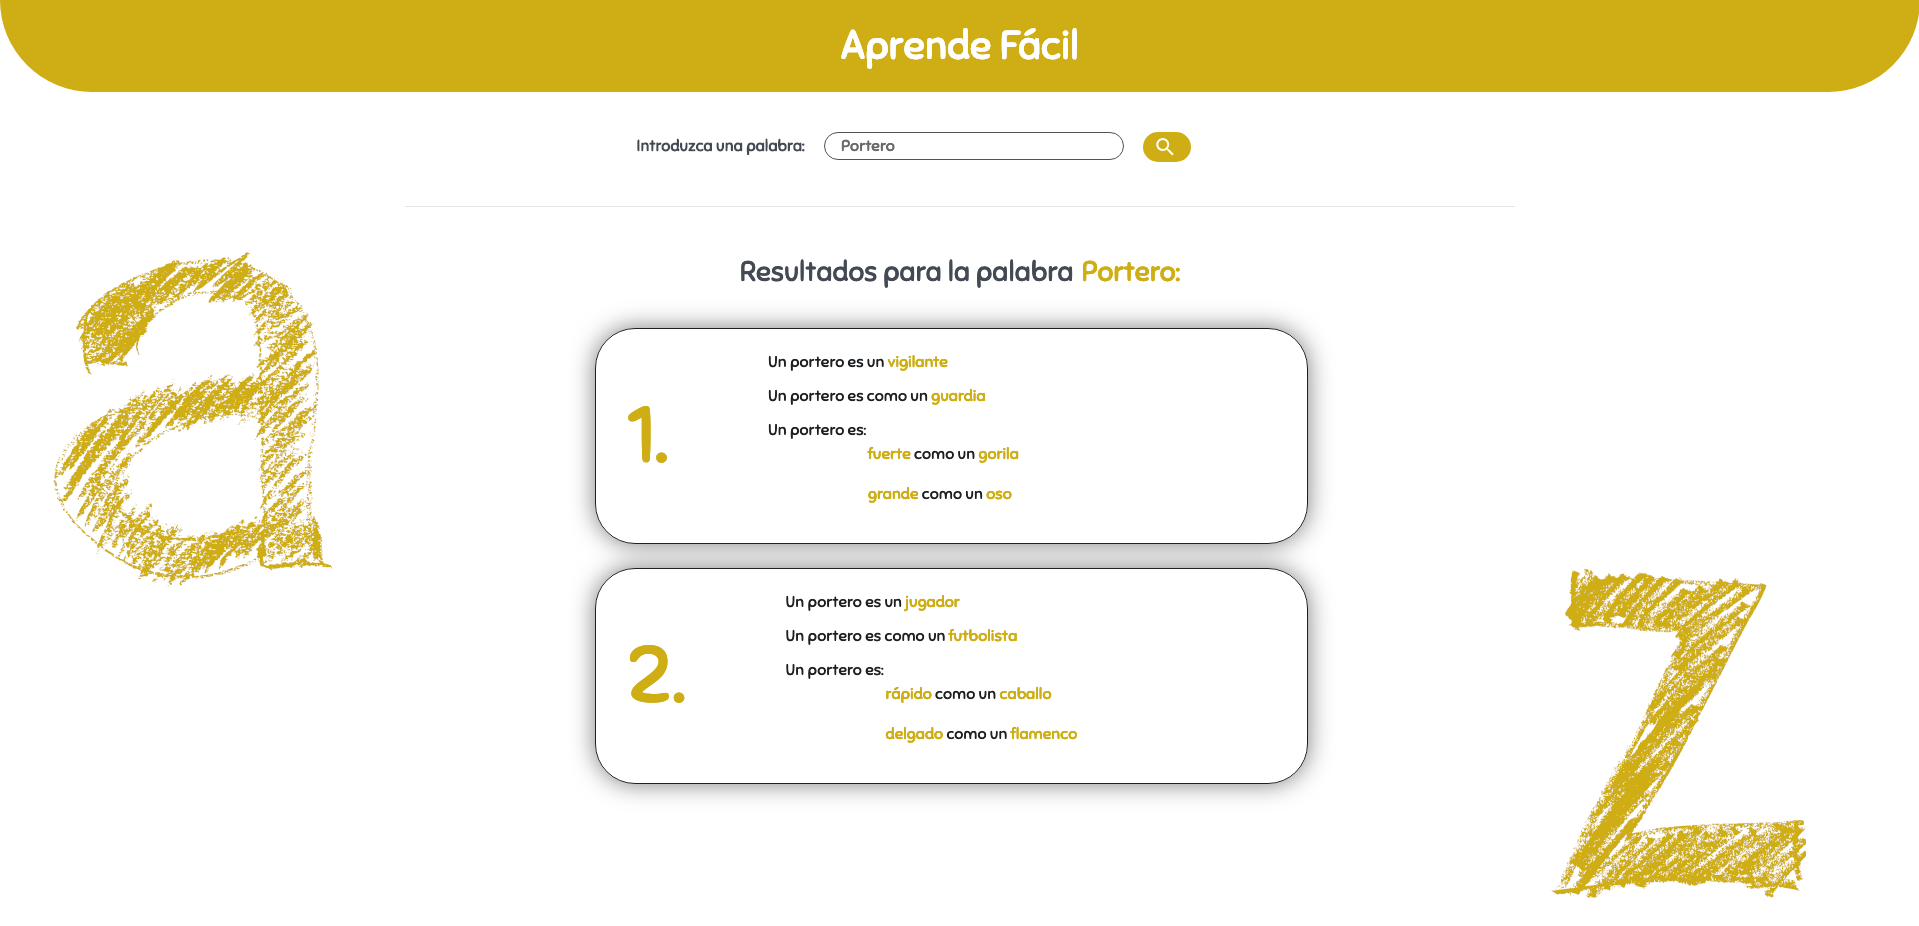 Aprende Fácil
Introduzca una palabra: Portero
Resultados para la palabra Portero:
1.
Un portero es un vigilante
Un portero es como un guardia
Un portero es:
fuerte como un gorila
grande como un oso
2.
Un portero es un jugador
Un portero es como un futbolista
Un portero es:
rápido como un caballo
delgado como un flamenco
a
Z